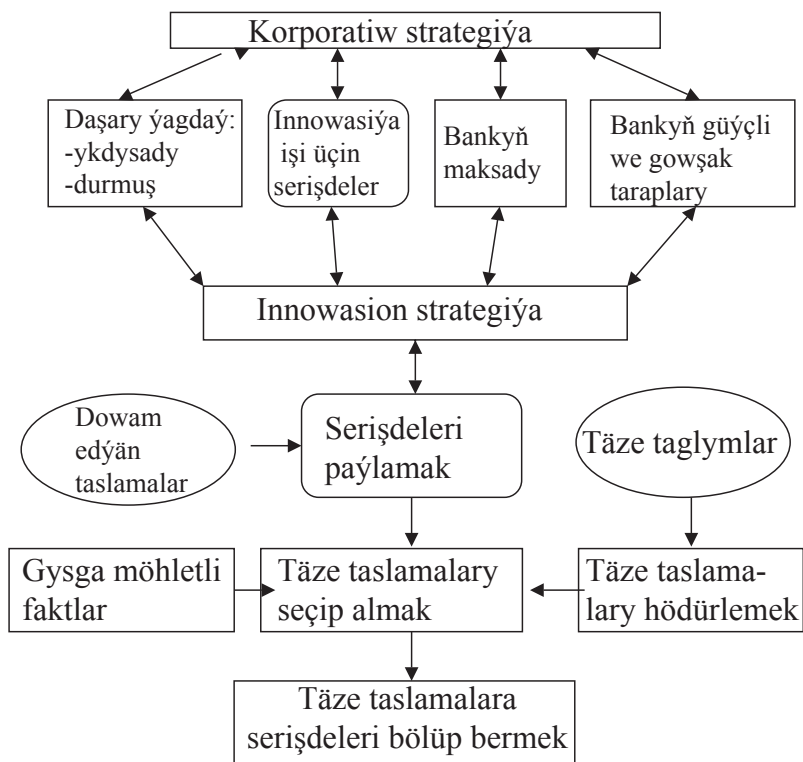 Korporatiw strategiýa
Daşary ýagdaý:
-ykdysady
-durmuş
Innowasiýa
işi üçin
serişdeler
Bankyň
maksady
Bankyň güýçli
we gowşak
taraplary
Innowasion strategiýa
Dowam
edýän
taslamalar
Serişdeleri
paýlamak
Täze taglymlar
Gysga möhletli
faktlar
Täze taslamalary
seçip almak
Täze taslama-
lary hödürlemek
Täze taslamalara
serişdeleri bölüp bermek